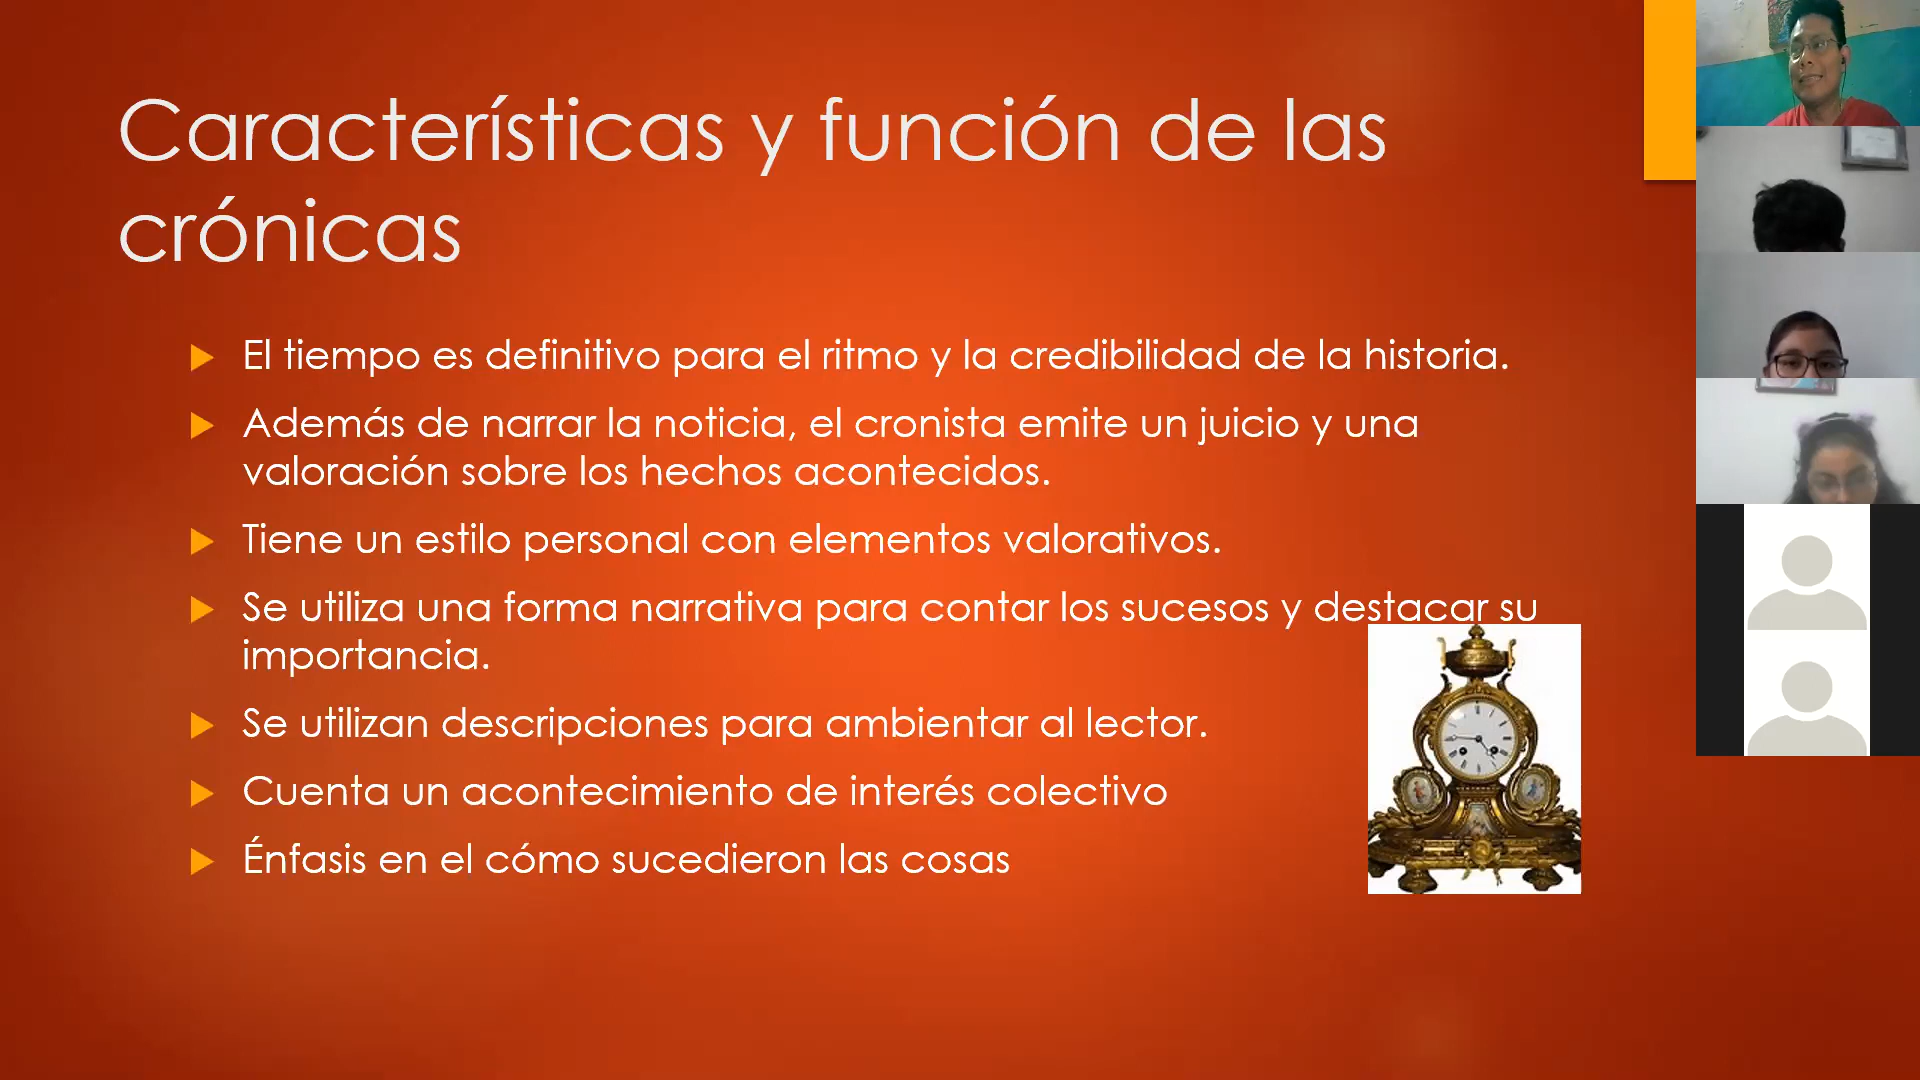 Características y función de las
crónicas
El tiempo es definitivo para el ritmo y la credibilidad de la historia.
Además de narrar la noticia, el cronista emite un juicio y una
valoración sobre los hechos acontecidos.
Tiene un estilo personal con elementos valorativos.
Se utiliza una forma narrativa para contar los sucesos y destacar su
importancia.
Se utilizan descripciones para ambientar al lector.
Cuenta un acontecimiento de interés colectivo
Énfasis en el cómo sucedieron las cosas